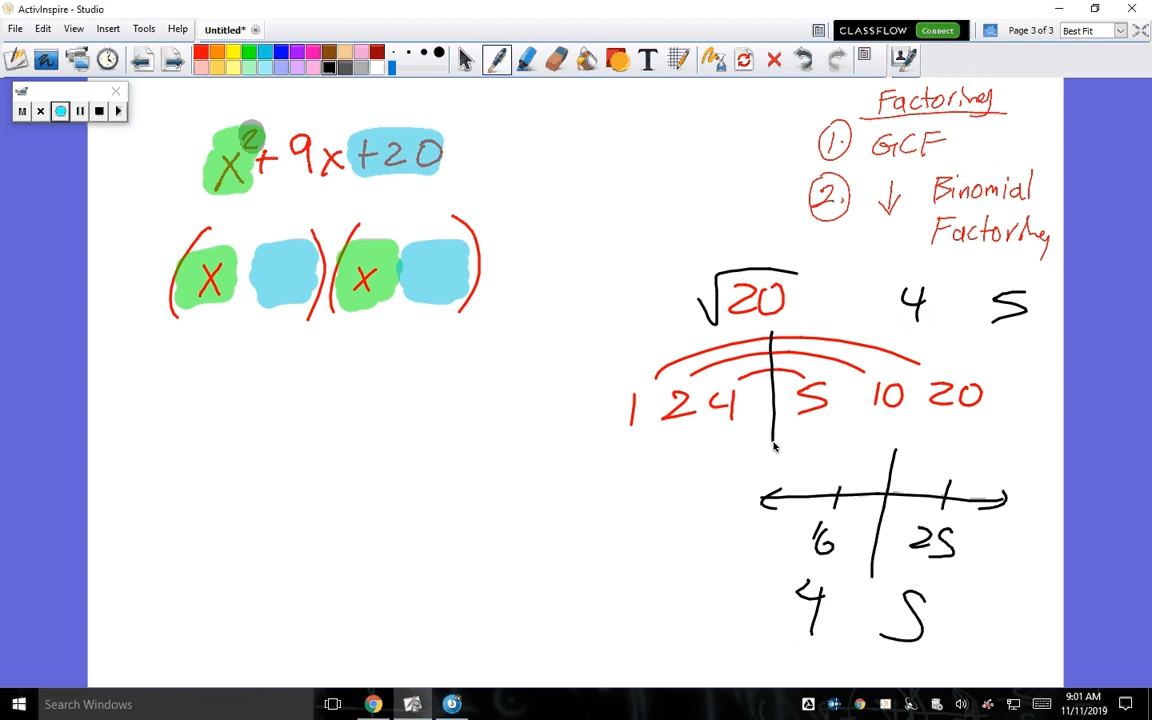 ActivInspire - Studio
File Edit View Insert Tools Help Untitled*
CLASSFLOW Connect Page 3 of 3 Best Fit
M
x² + 9x + 20
(x )(x )
Factoring
1. GCF
2. ↓ Binomial
Factoring
√20 4 5
1 2 4 5 10 20
16 25
4 5
Search Windows
9:01 AM
11/11/2019